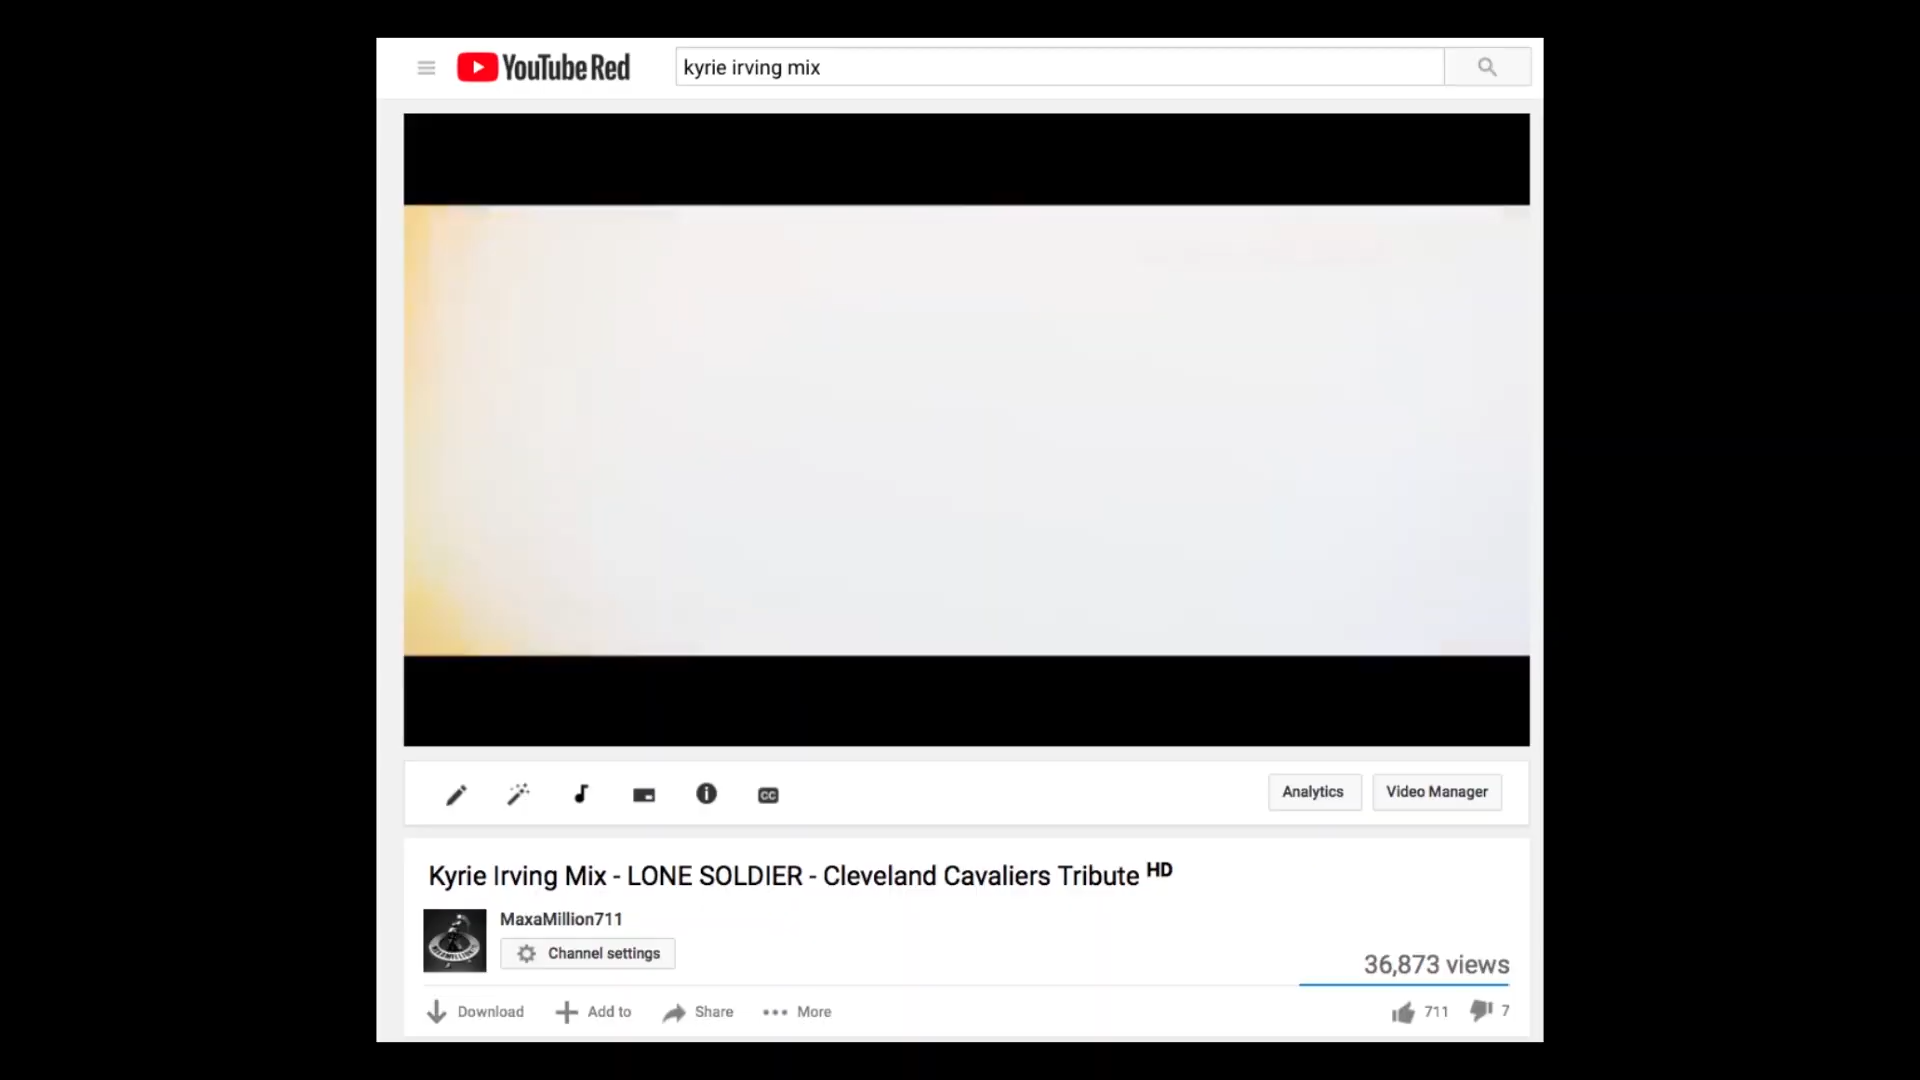 YouTube Red
kyrie irving mix
CC
Analytics
Video Manager
Kyrie Irving Mix - LONE SOLDIER - Cleveland Cavaliers Tribute HD
MaxaMillion711
Channel settings
36,873 views
Download
Add to
Share
More
711
7